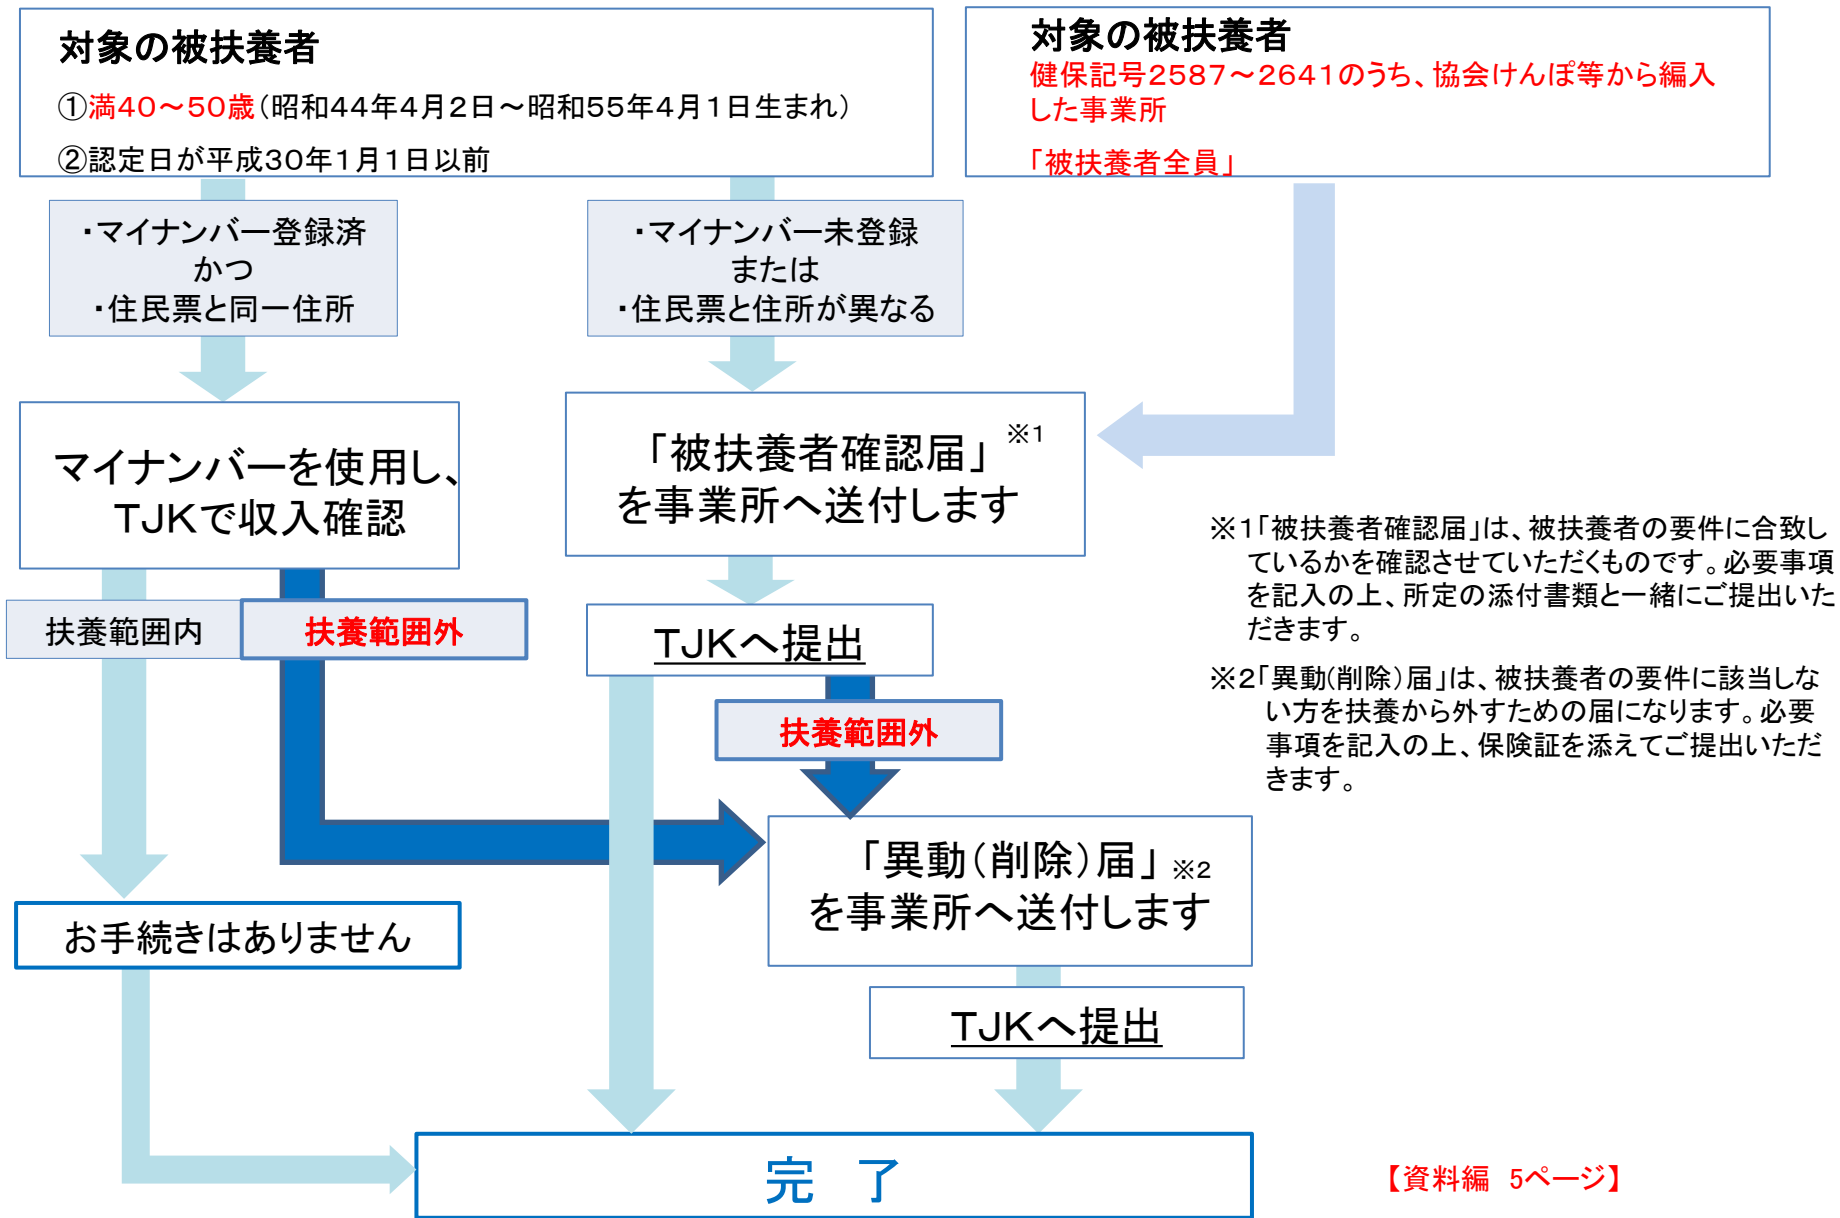 対象の被扶養者
①満40～50歳（昭和44年4月2日～昭和55年4月1日生まれ）
②認定日が平成30年1月1日以前
対象の被扶養者
健保記号2587～2641のうち、協会けんぽ等から編入
した事業所
「被扶養者全員」
・マイナンバー登録済
かつ
・住民票と同一住所
・マイナンバー未登録
または
・住民票と住所が異なる
マイナンバーを使用し、
TJKで収入確認
「被扶養者確認届」※1
を事業所へ送付します
扶養範囲内
扶養範囲外
TJKへ提出
扶養範囲外
※1「被扶養者確認届」は、被扶養者の要件に合致し
ているかを確認させていただくものです。必要事項
を記入の上、所定の添付書類と一緒にご提出いた
だきます。
※2「異動(削除)届」は、被扶養者の要件に該当しな
い方を扶養から外すための届になります。必要
事項を記入の上、保険証を添えてご提出いただ
きます。
「異動（削除）届」※2
を事業所へ送付します
お手続きはありません
TJKへ提出
完 了
【資料編 5ページ】